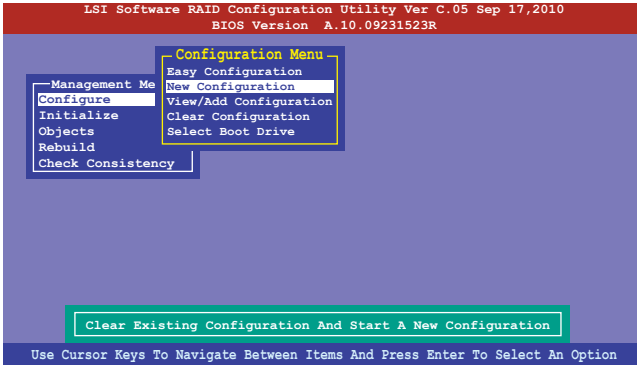 LSI Software RAID Configuration Utility Ver C.05 Sep 17,2010
BIOS Version A.10.09231523R
Management Me
Configure
Initialize
Objects
Rebuild
Check Consistency
Configuration Menu
Easy Configuration
New Configuration
View/Add Configuration
Clear Configuration
Select Boot Drive
Clear Existing Configuration And Start A New Configuration
Use Cursor Keys To Navigate Between Items And Press Enter To Select An Option